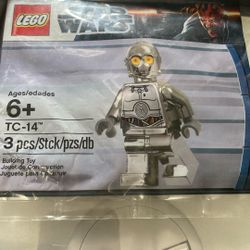 LEGO
STAR
WARS
Ages/edades
6+
TC-14™
3 pcs/Stck/pzs/db
Building Toy
Jouet de Construction
Juguete para Construir